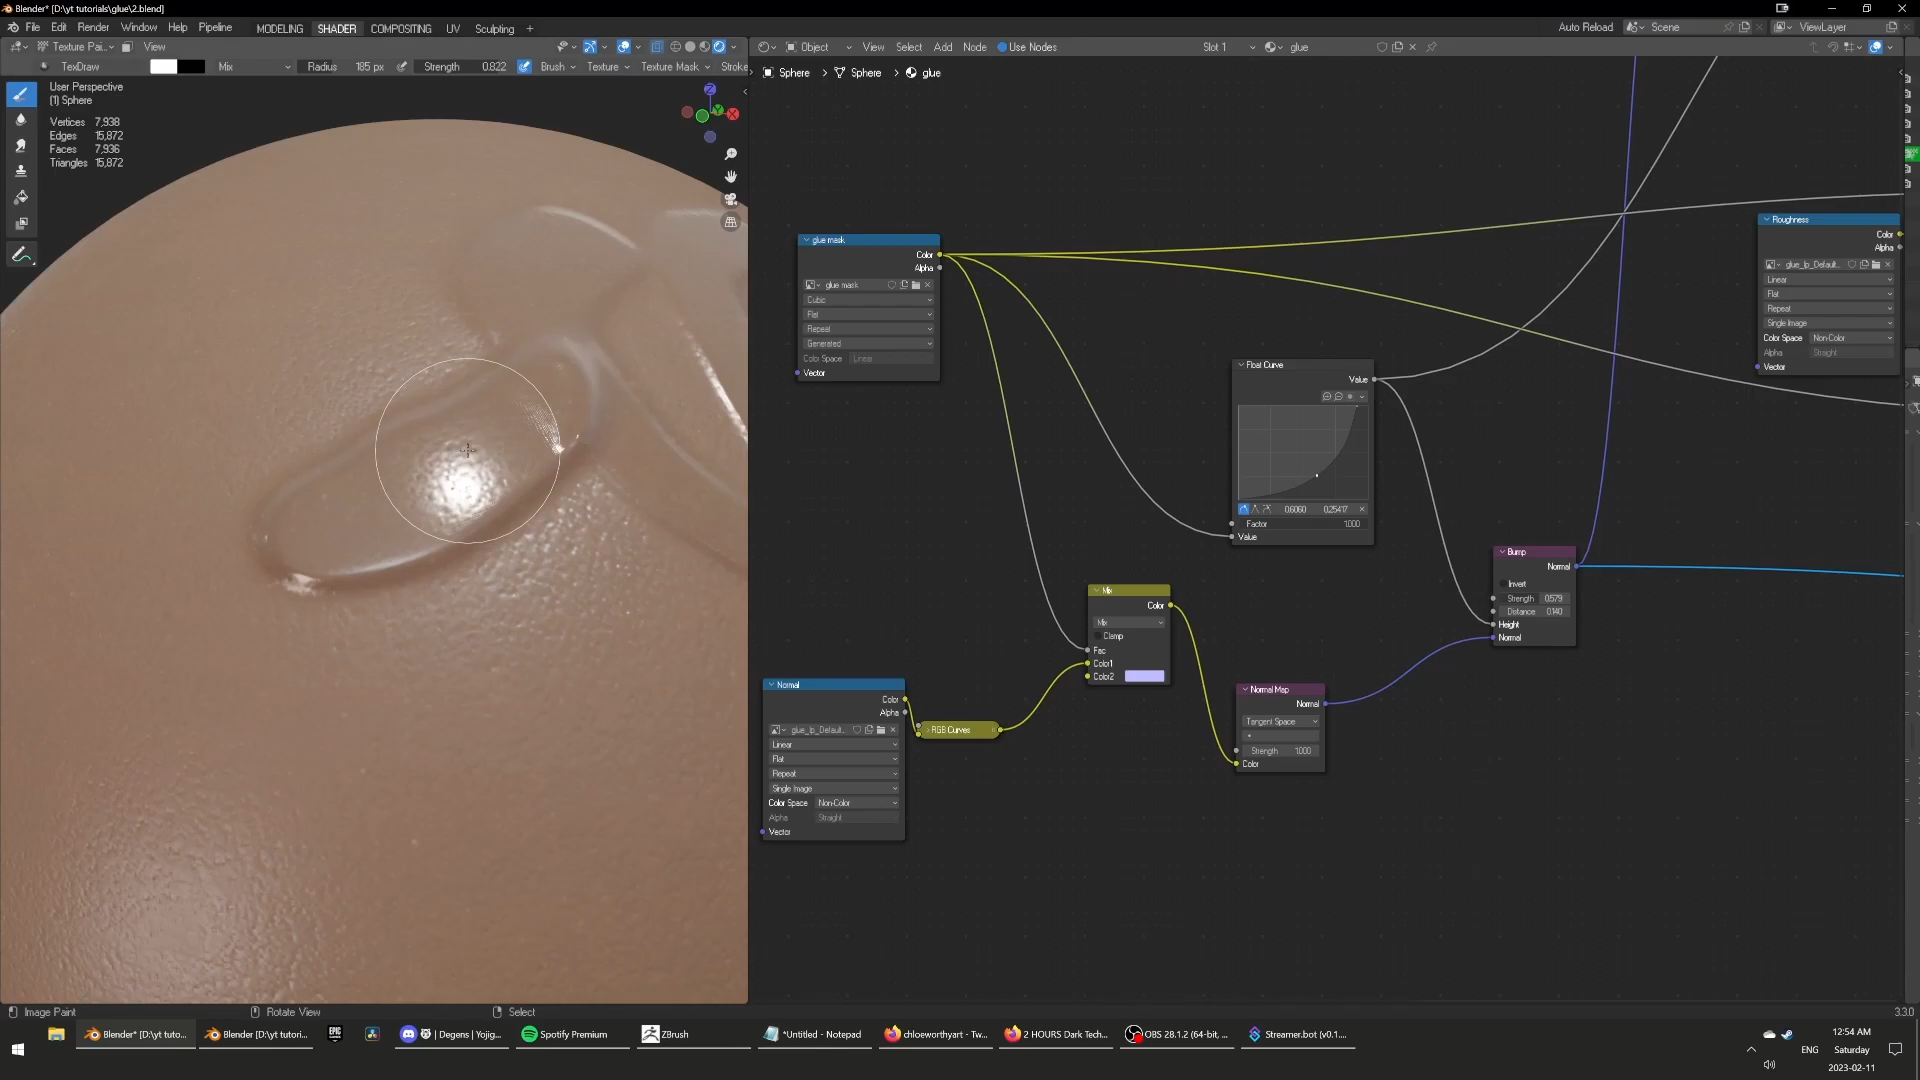 Blender* [D:\yt tutorials\glue\2.blend]
File Edit Render Window Help Pipeline MODELING SHADER COMPOSITING UV Sculpting + Auto Reload Scene ViewLayer
Texture Pai... View Object View Select Add Node Use Nodes Slot 1 glue
TexDraw Mix Radius 185 px Strength 0.822 Brush Texture Texture Mask Stroke
Sphere > Sphere > glue
User Perspective
(1) Sphere
Vertices 7,938
Edges 15,872
Faces 7,936
Triangles 15,872
Z
Y
X
glue mask
Color
Alpha
glue mask
Cubic
Flat
Repeat
Generated
Color Space Linear
Vector
Roughness
Color
Alpha
glue_lp_Default...
Linear
Flat
Repeat
Single Image
Color Space Non-Color
Alpha Straight
Vector
Float Curve
Value
0.6060 0.25417
Factor 1.000
Value
Bump
Normal
Invert
Strength 0.579
Distance 0.140
Height
Normal
Mix
Color
Mix
Clamp
Fac
Color1
Color2
Normal
Color
Alpha
glue_lp_Default...
Linear
Flat
Repeat
Single Image
Color Space Non-Color
Alpha Straight
Vector
RGB Curves
Normal Map
Normal
Tangent Space
Strength 1.000
Color
Image Paint Rotate View Select 3.3.0
Blender* [D:\yt tuto... Blender [D:\yt tutori... EPIC | Degens | Yojig... Spotify Premium ZBrush *Untitled - Notepad chloeworthyart - Tw... 2 HOURS Dark Tech... OBS 28.1.2 (64-bit, ... Streamer.bot (v0.1....
12:54 AM
ENG Saturday
2023-02-11